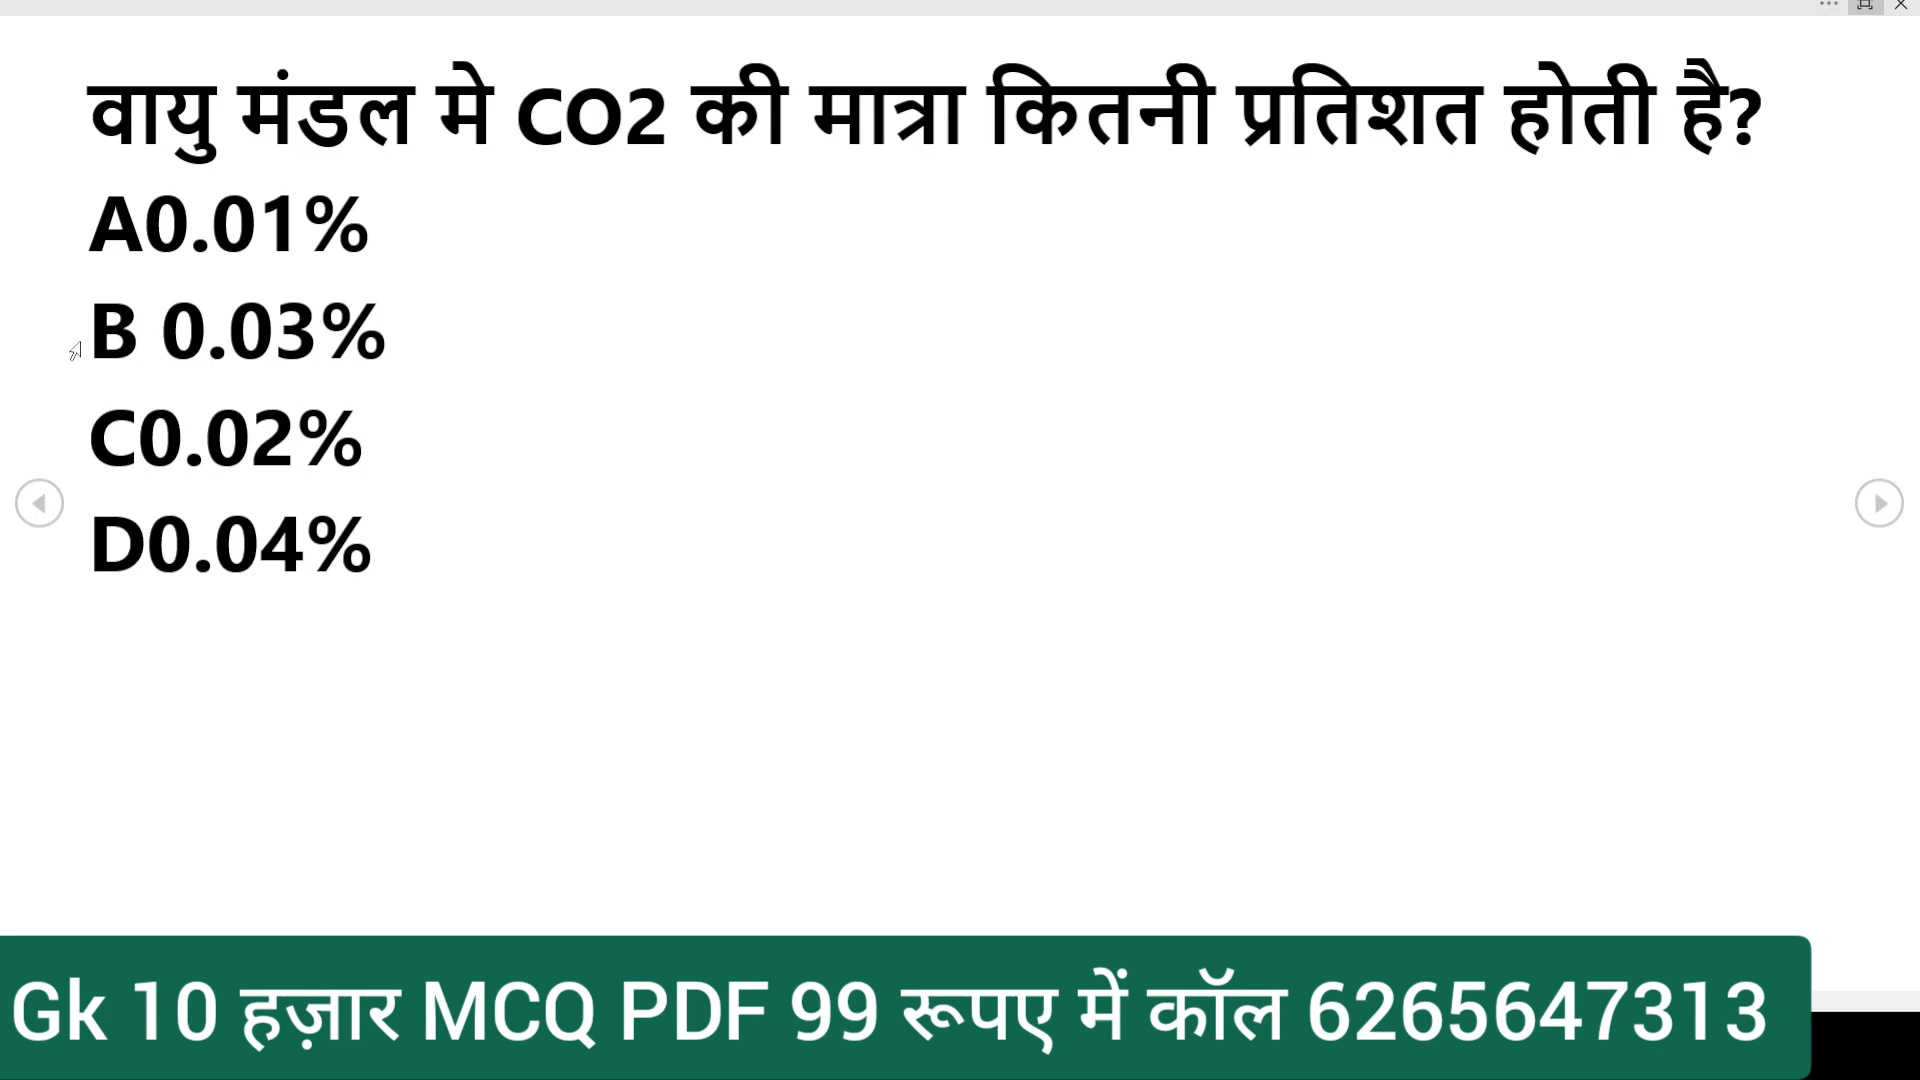 वायु मंडल मे CO2 की मात्रा कितनी प्रतिशत होती है?
A0.01%
B 0.03%
C0.02%
D0.04%
Gk 10 हज़ार MCQ PDF 99 रूपए में कॉल 6265647313